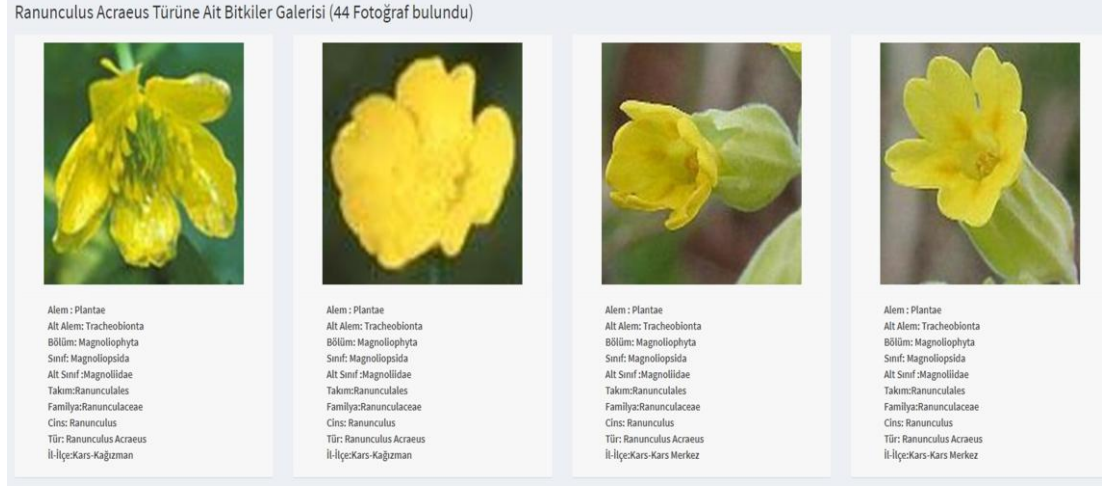 Ranunculus Acraeus Türüne Ait Bitkiler Galerisi (44 Fotoğraf bulundu)
Alem : Plantae
Alt Alem: Tracheobionta
Bölüm: Magnoliophyta
Sınıf: Magnoliopsida
Alt Sınıf :Magnoliidae
Takım:Ranunculales
Familya:Ranunculaceae
Cins: Ranunculus
Tür: Ranunculus Acraeus
İl-İlçe:Kars-Kağızman
Alem : Plantae
Alt Alem: Tracheobionta
Bölüm: Magnoliophyta
Sınıf: Magnoliopsida
Alt Sınıf :Magnoliidae
Takım:Ranunculales
Familya:Ranunculaceae
Cins: Ranunculus
Tür: Ranunculus Acraeus
İl-İlçe:Kars-Kağızman
Alem : Plantae
Alt Alem: Tracheobionta
Bölüm: Magnoliophyta
Sınıf: Magnoliopsida
Alt Sınıf :Magnoliidae
Takım:Ranunculales
Familya:Ranunculaceae
Cins: Ranunculus
Tür: Ranunculus Acraeus
İl-İlçe:Kars-Kars Merkez
Alem : Plantae
Alt Alem: Tracheobionta
Bölüm: Magnoliophyta
Sınıf: Magnoliopsida
Alt Sınıf :Magnoliidae
Takım:Ranunculales
Familya:Ranunculaceae
Cins: Ranunculus
Tür: Ranunculus Acraeus
İl-İlçe:Kars-Kars Merkez